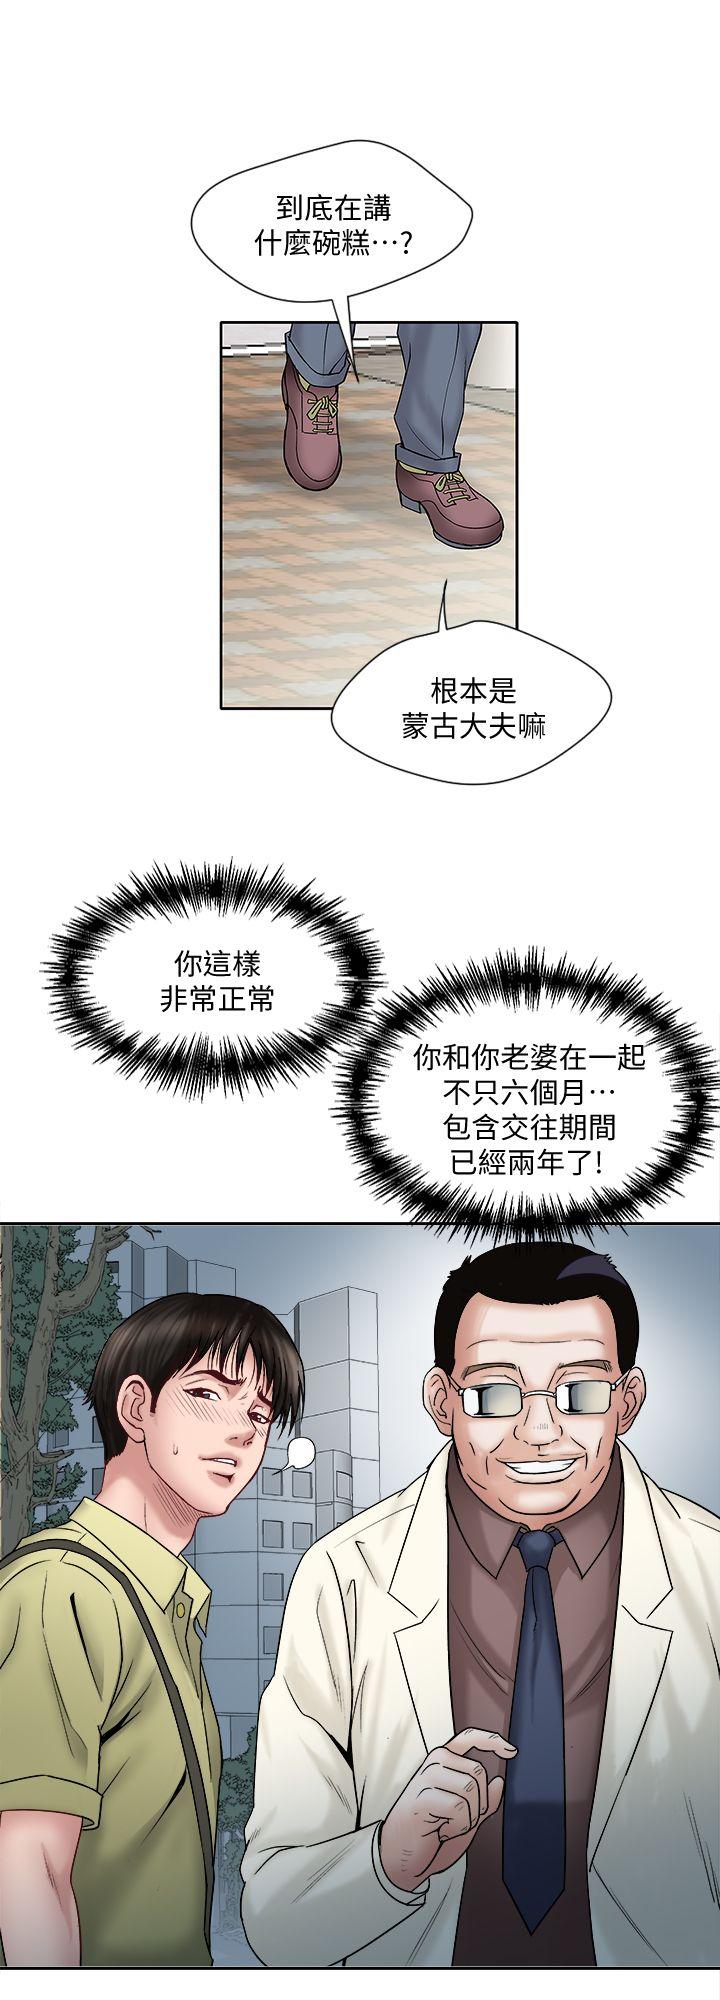 到底在講
什麼碗糕⋯?
根本是
蒙古大夫嘛
你這樣
非常正常
你和你老婆在一起
不只六個月⋯
包含交往期間
已經兩年了!
⋯